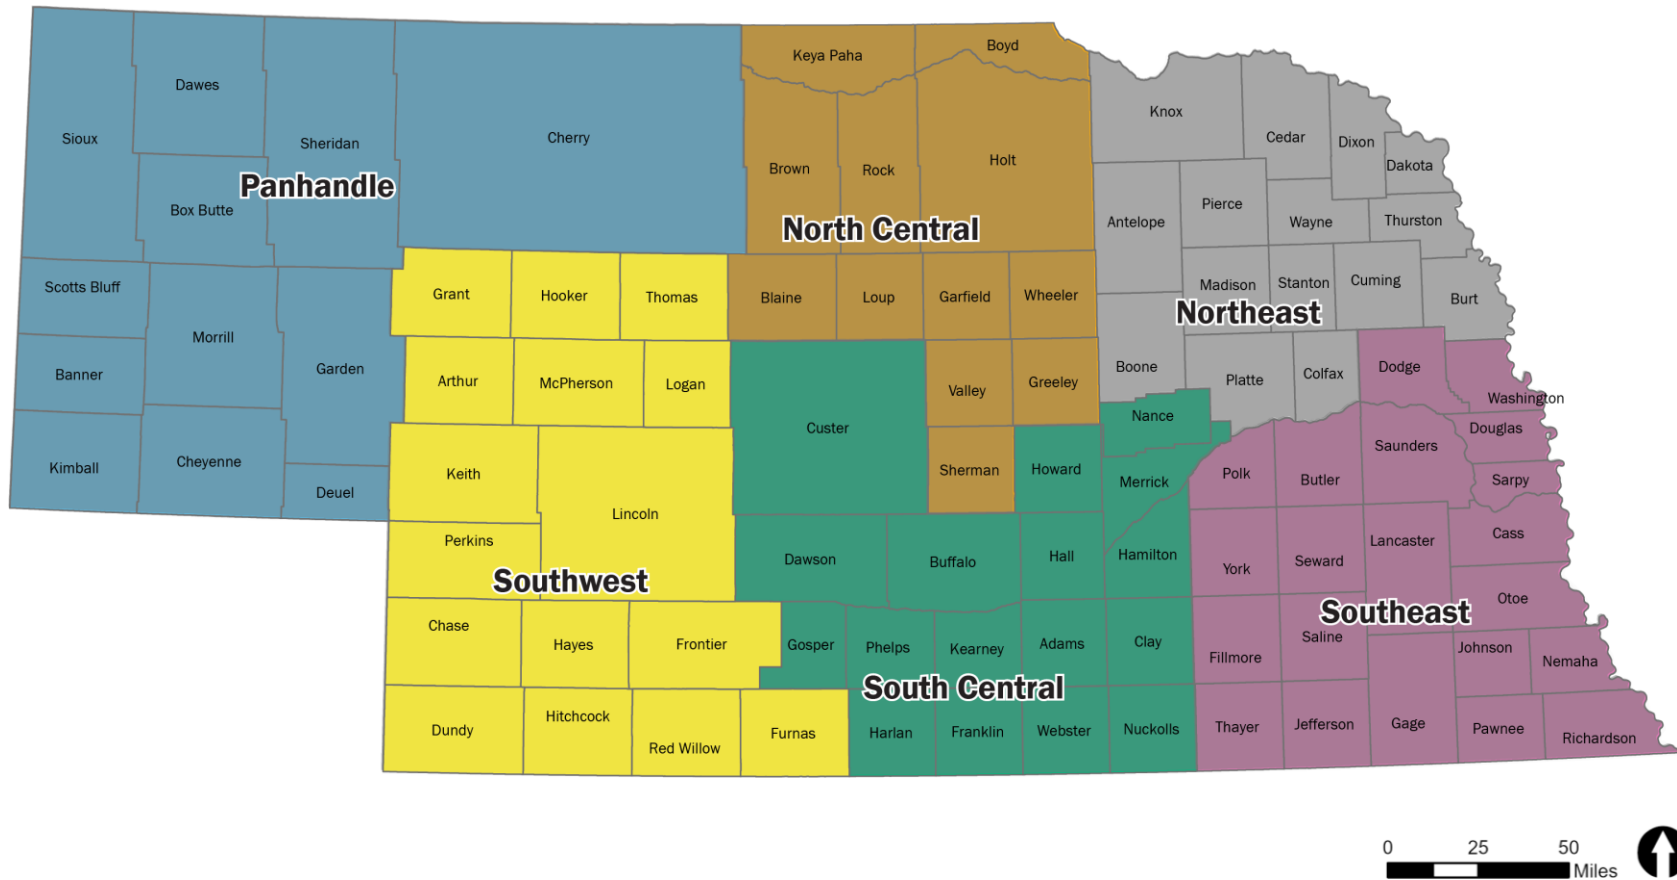 Keya Paha
Boyd
Dawes
Knox
Sioux
Sheridan
Cherry
Cedar
Dixon
Dakota
Brown
Rock
Holt
Panhandle
Box Butte
Antelope
Pierce
Wayne
Thurston
North Central
Scotts Bluff
Grant
Hooker
Thomas
Blaine
Loup
Garfield
Wheeler
Madison
Stanton
Cuming
Burt
Northeast
Morrill
Banner
Garden
Arthur
McPherson
Logan
Valley
Greeley
Boone
Platte
Colfax
Dodge
Washington
Custer
Nance
Douglas
Saunders
Kimball
Cheyenne
Deuel
Keith
Sherman
Howard
Merrick
Polk
Butler
Sarpy
Lincoln
Perkins
Dawson
Buffalo
Hall
Hamilton
York
Seward
Lancaster
Cass
Southwest
Otoe
Southeast
Chase
Hayes
Frontier
Gosper
Phelps
Kearney
Adams
Clay
Fillmore
Saline
Johnson
Nemaha
South Central
Dundy
Hitchcock
Red Willow
Furnas
Harlan
Franklin
Webster
Nuckolls
Thayer
Jefferson
Gage
Pawnee
Richardson
0 25 50
Miles